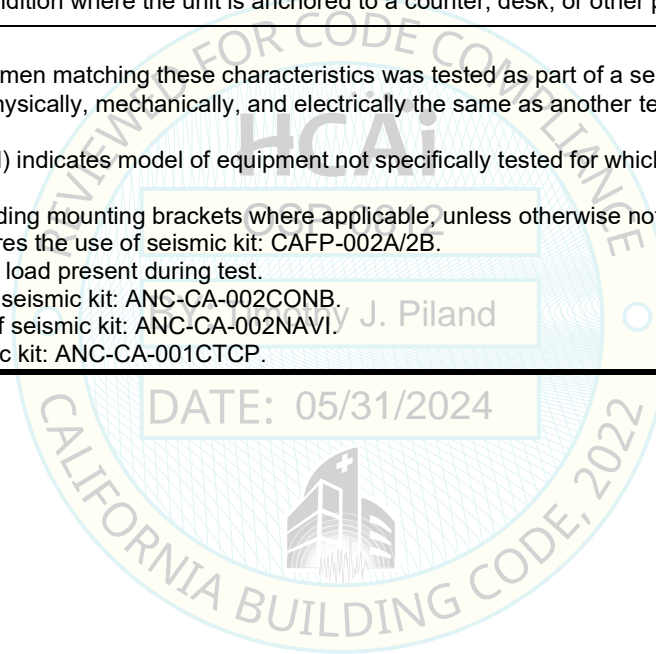 ndition where the unit is anchored to a counter, desk, or other p
men matching these characteristics was tested as part of a se
hysically, mechanically, and electrically the same as another te
) indicates model of equipment not specifically tested for which
ding mounting brackets where applicable, unless otherwise no
res the use of seismic kit: CAFP-002A/2B.
load present during test.
seismic kit: ANC-CA-002CONB.
f seismic kit: ANC-CA-002NAVI.
c kit: ANC-CA-001CTCP.
REVIEWED FOR CODE COMPLIANCE
HCAi
OSP-0812
BY: Timothy J. Piland
DATE: 05/31/2024
CALIFORNIA BUILDING CODE, 2022